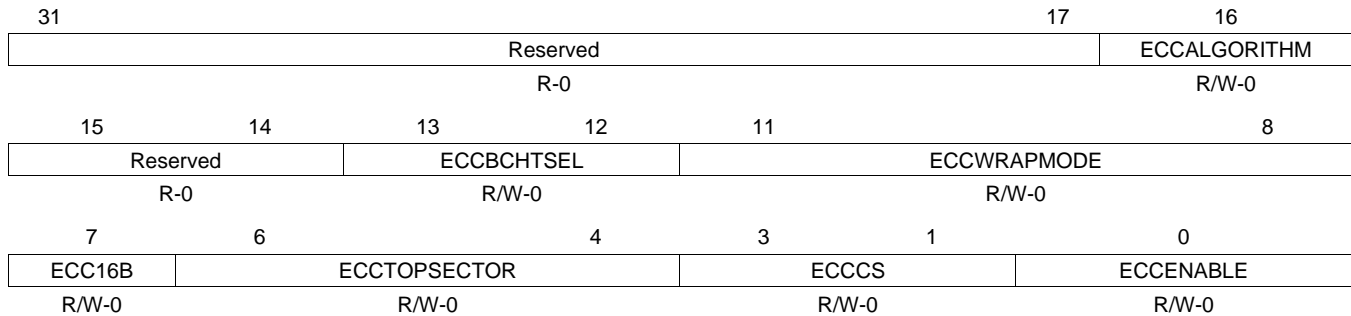 31 17 16
Reserved ECCALGORITHM
R-0 R/W-0
15 14 13 12 11 8
Reserved ECCBCHTSEL ECCWRAPMODE
R-0 R/W-0 R/W-0
7 6 4 3 1 0
ECC16B ECCTOPSECTOR ECCCS ECCENABLE
R/W-0 R/W-0 R/W-0 R/W-0